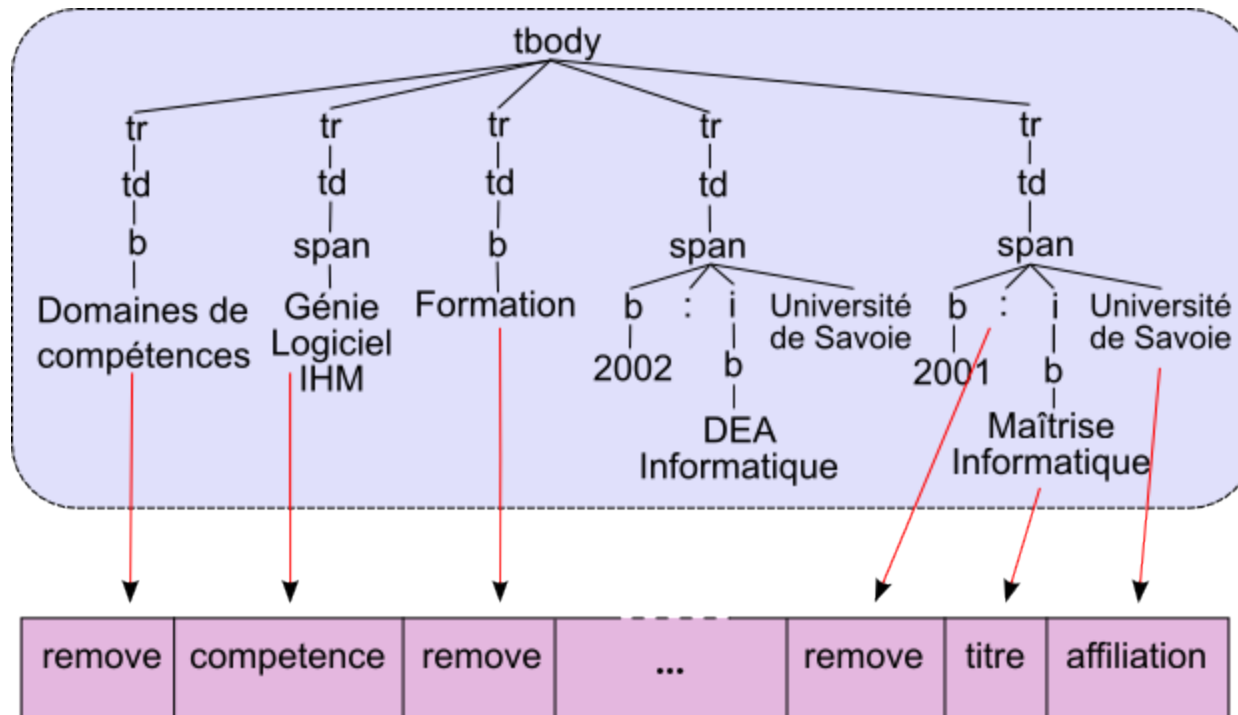 tbody
tr tr tr tr tr
td td td td td
b span b span span
Domaines de compétences
Génie Logiciel IHM
Formation
b : i Université de Savoie
2002 b
DEA Informatique
b : i Université de Savoie
2001 b
Maîtrise Informatique
remove competence remove ... remove titre affiliation